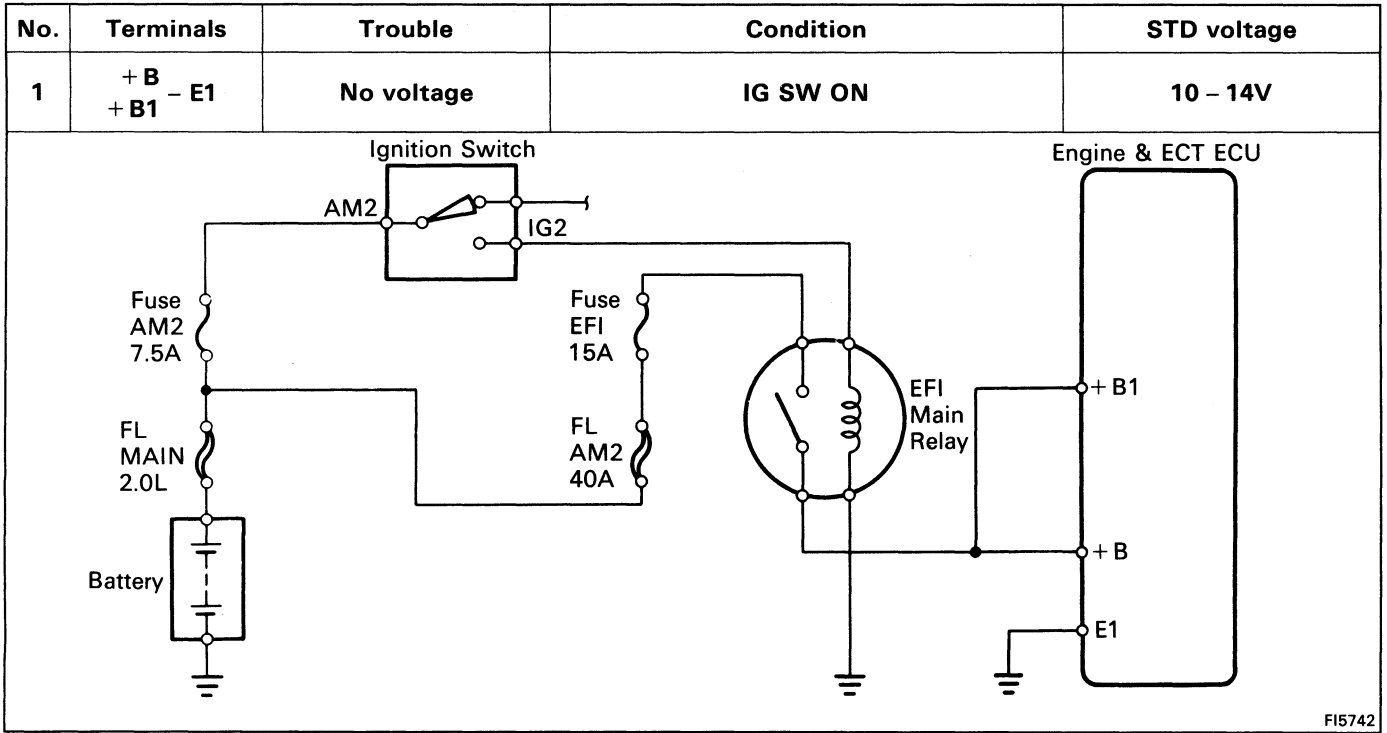 No. Terminals Trouble Condition STD voltage
1 +B +B1 – E1 No voltage IG SW ON 10 – 14V
Ignition Switch
Engine & ECT ECU
AM2
IG2
Fuse
AM2
7.5A
Fuse
EFI
15A
EFI
Main
Relay
+B1
FL
MAIN
2.0L
FL
AM2
40A
Battery
+B
E1
FI5742